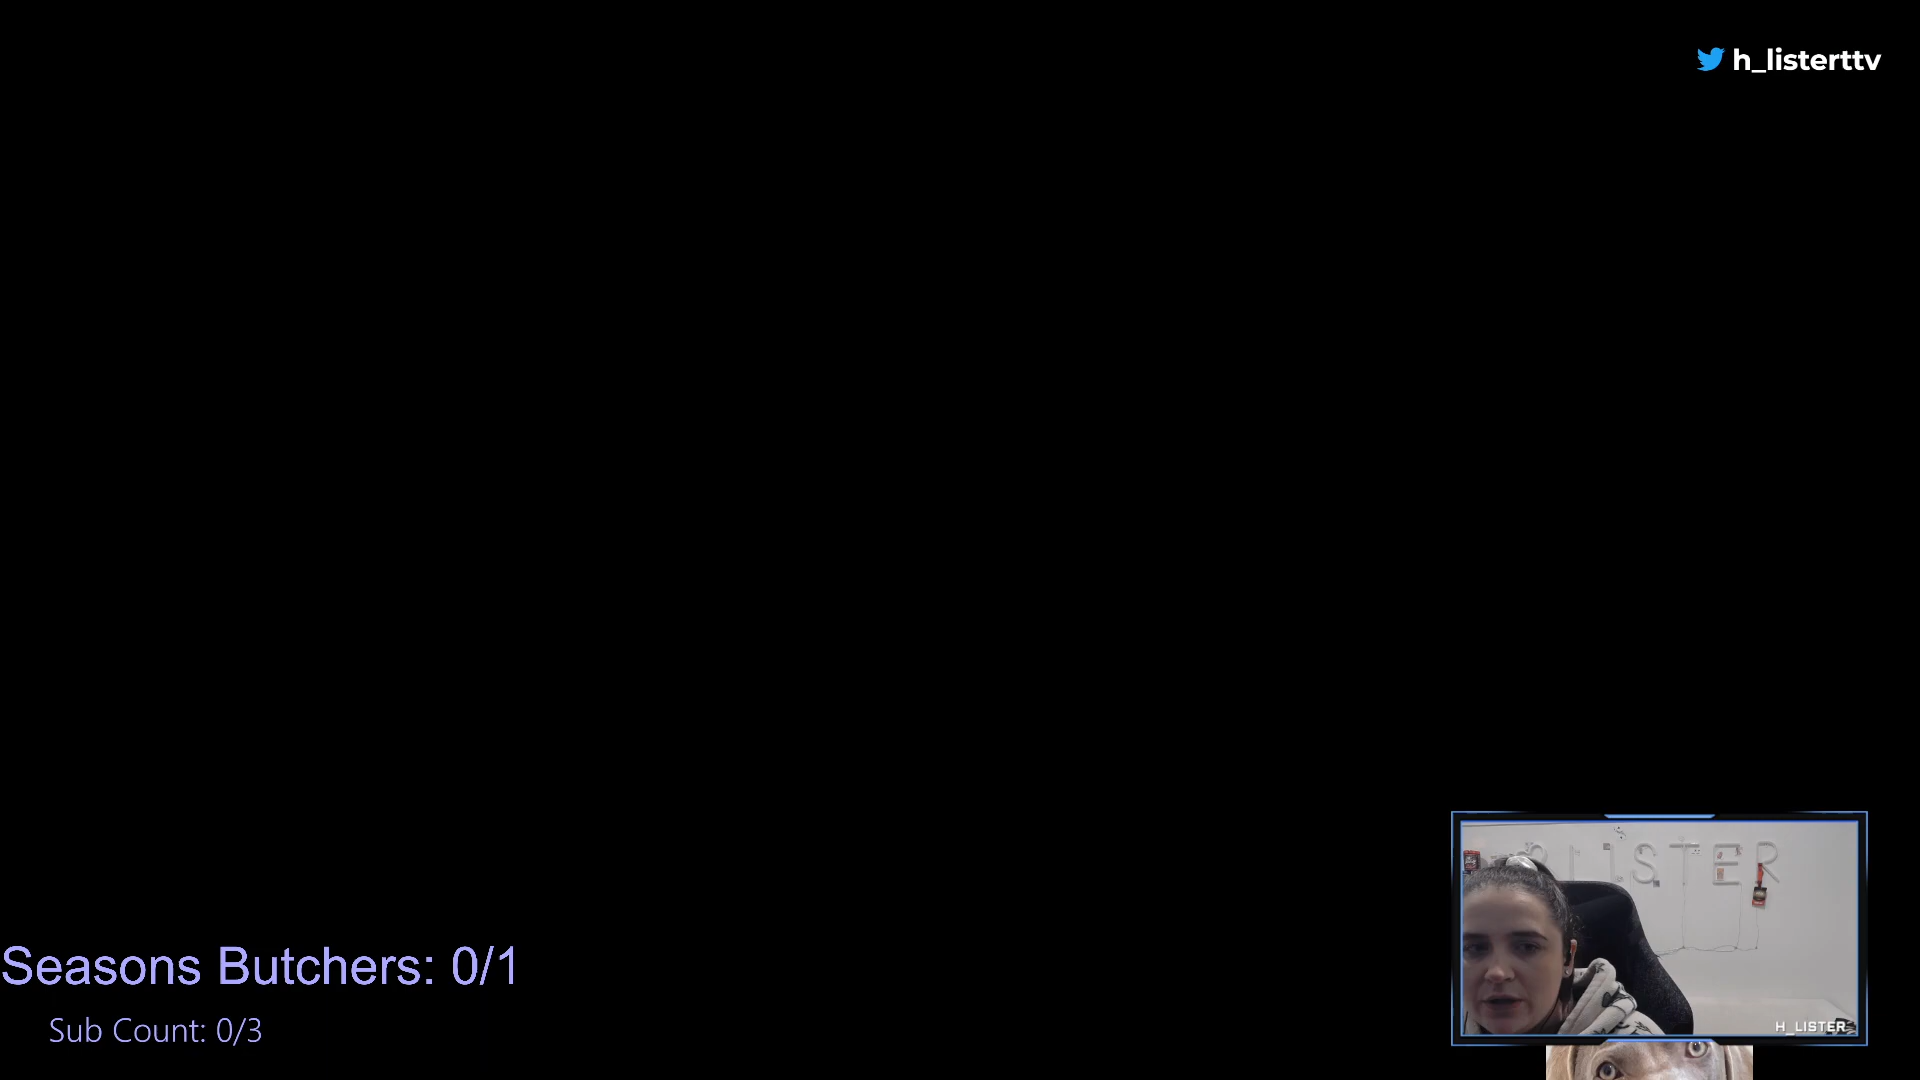 h_listerttv
LISTER
Seasons Butchers: 0/1
H_LISTER
Sub Count: 0/3